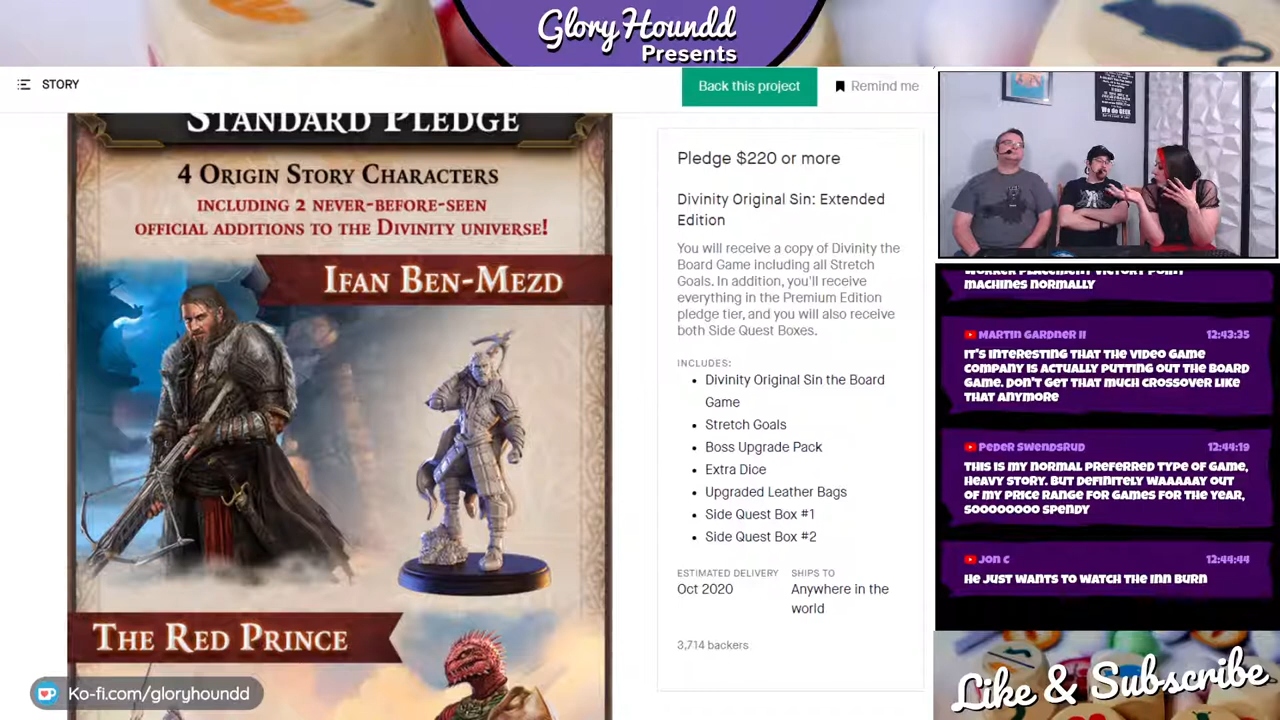 GloryHoundd
Presents
STORY
Back this project
Remind me
STANDARD PLEDGE
4 ORIGIN STORY CHARACTERS
INCLUDING 2 NEVER-BEFORE-SEEN
OFFICIAL ADDITIONS TO THE DIVINITY UNIVERSE!
IFAN BEN-MEZD
THE RED PRINCE
Ko-fi.com/gloryhoundd
Pledge $220 or more
Divinity Original Sin: Extended
Edition
You will receive a copy of Divinity the
Board Game including all Stretch
Goals. In addition, you'll receive
everything in the Premium Edition
pledge tier, and you will also receive
both Side Quest Boxes.
INCLUDES:
• Divinity Original Sin the Board
Game
• Stretch Goals
• Boss Upgrade Pack
• Extra Dice
• Upgraded Leather Bags
• Side Quest Box #1
• Side Quest Box #2
ESTIMATED DELIVERY
Oct 2020
SHIPS TO
Anywhere in the
world
3,714 backers
WORKER PLACEMENT VICTORY POINT
MACHINES NORMALLY
MARTIN GARDNER II 12:43:35
IT'S INTERESTING THAT THE VIDEO GAME
COMPANY IS ACTUALLY PUTTING OUT THE BOARD
GAME. DON'T GET THAT MUCH CROSSOVER LIKE
THAT ANYMORE
PEDER SWENDSRUD 12:44:19
THIS IS MY NORMAL PREFERRED TYPE OF GAME,
HEAVY STORY. BUT DEFINITELY WAAAAAY OUT
OF MY PRICE RANGE FOR GAMES FOR THE YEAR,
SOOOOOOOO SPENDY
JON C 12:44:44
HE JUST WANTS TO WATCH THE INN BURN
Like & Subscribe